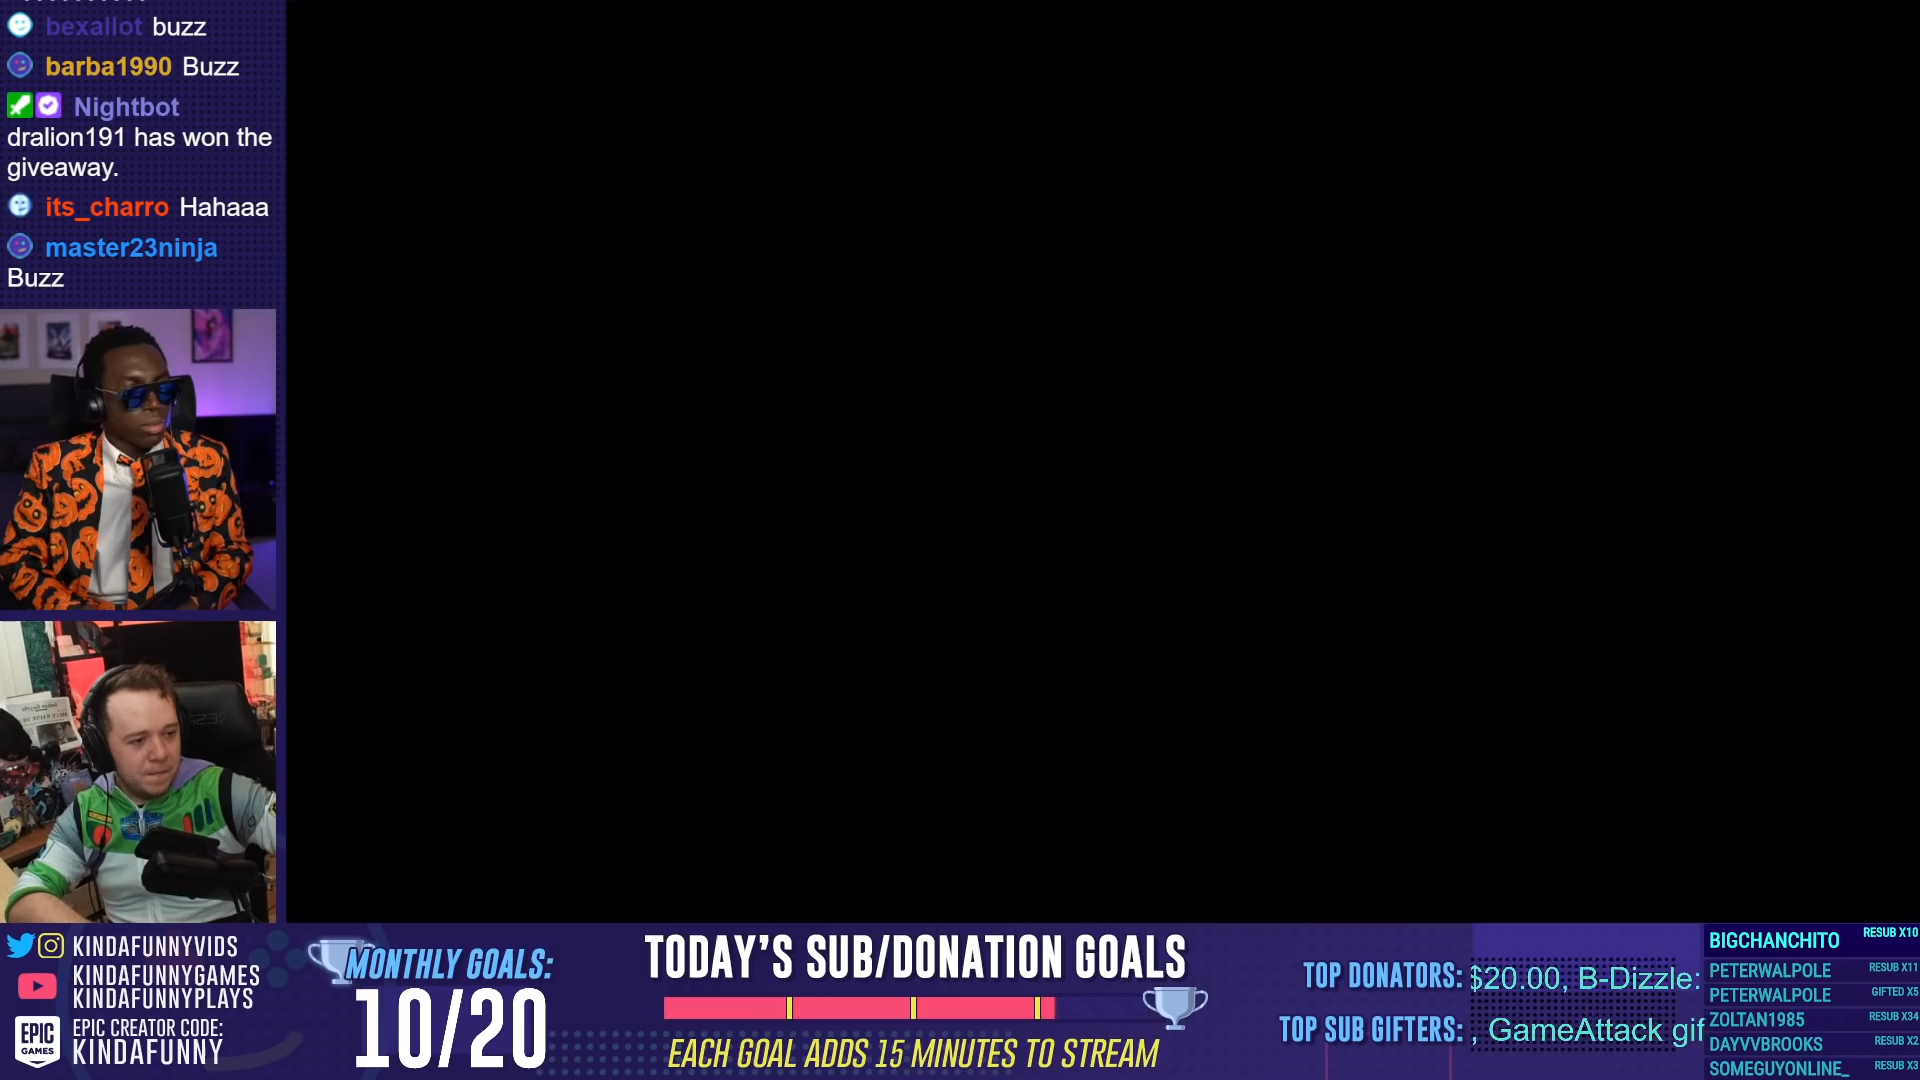 bexallot buzz
barba1990 Buzz
Nightbot
dralion191 has won the
giveaway.
its_charro Hahaaa
master23ninja
Buzz
KINDAFUNNYVIDS
KINDAFUNNYGAMES
KINDAFUNNYPLAYS
EPIC GAMES
EPIC CREATOR CODE:
KINDAFUNNY
MONTHLY GOALS:
10/20
TODAY'S SUB/DONATION GOALS
EACH GOAL ADDS 15 MINUTES TO STREAM
TOP DONATORS: $20.00, B-Dizzle:
TOP SUB GIFTERS: , GameAttack gif
BIGCHANCHITO RESUB X10
PETERWALPOLE RESUB X11
PETERWALPOLE GIFTED X5
ZOLTAN1985 RESUB X34
DAYVVBROOKS RESUB X2
SOMEGUYONLINE_ RESUB X3